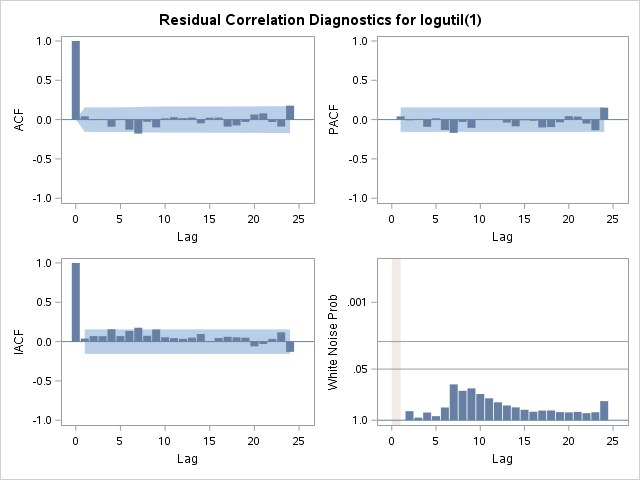 Residual Correlation Diagnostics for logutil(1)
1.0
0.5
0.0
-0.5
-1.0
ACF
0 5 10 15 20 25
Lag
1.0
0.5
0.0
-0.5
-1.0
PACF
0 5 10 15 20 25
Lag
1.0
0.5
0.0
-0.5
-1.0
IACF
0 5 10 15 20 25
Lag
.001
.05
1.0
White Noise Prob
0 5 10 15 20 25
Lag